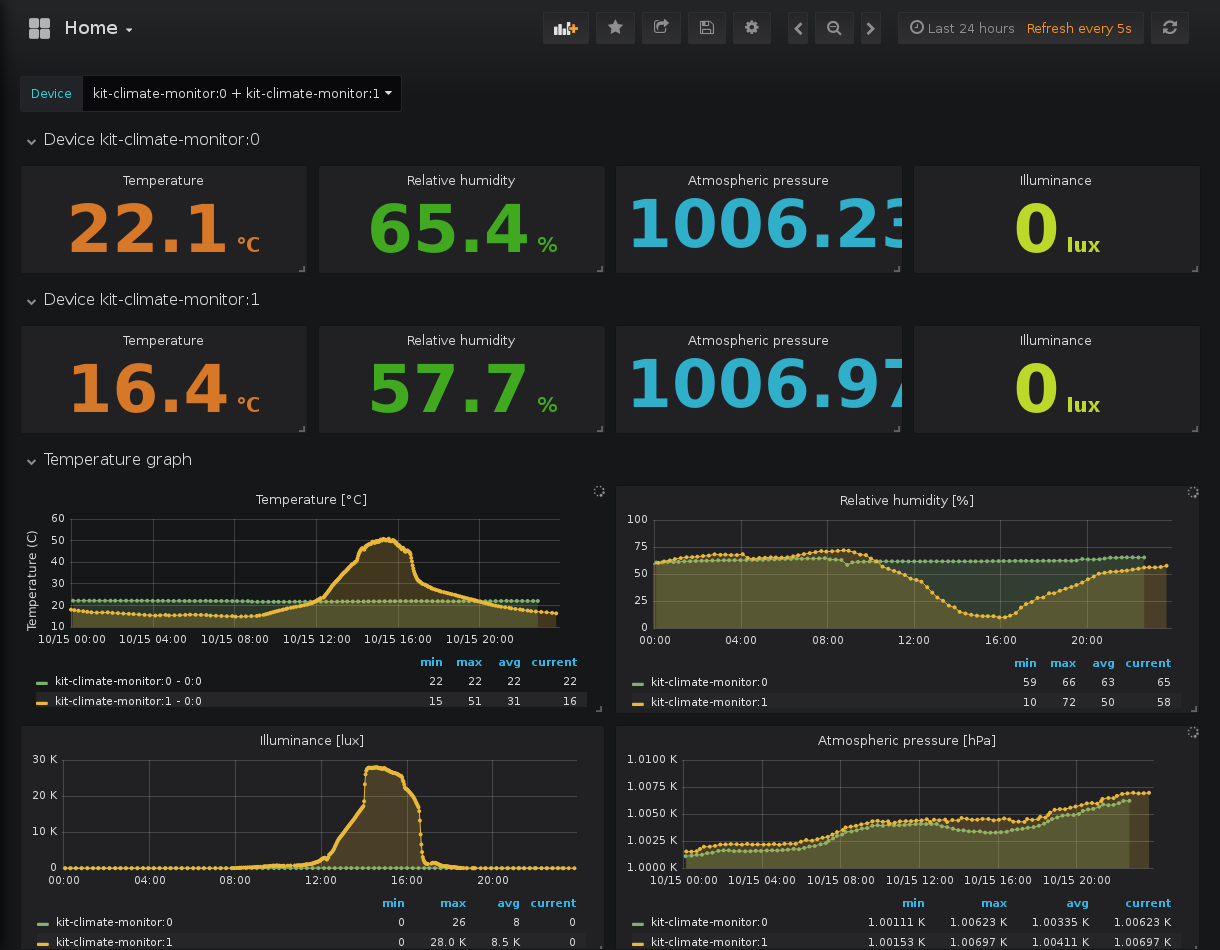 Home
Last 24 hours Refresh every 5s
Device kit-climate-monitor:0 + kit-climate-monitor:1
Device kit-climate-monitor:0
Temperature Relative humidity Atmospheric pressure Illuminance
22.1 °C 65.4 % 1006.23 0 lux
Device kit-climate-monitor:1
Temperature Relative humidity Atmospheric pressure Illuminance
16.4 °C 57.7 % 1006.97 0 lux
Temperature graph
Temperature [°C]
Temperature (C)
60
50
40
30
20
10
10/15 00:00 10/15 04:00 10/15 08:00 10/15 12:00 10/15 16:00 10/15 20:00
min max avg current
kit-climate-monitor:0 - 0:0 22 22 22 22
kit-climate-monitor:1 - 0:0 15 51 31 16
Relative humidity [%]
100
75
50
25
0
00:00 04:00 08:00 12:00 16:00 20:00
min max avg current
kit-climate-monitor:0 59 66 63 65
kit-climate-monitor:1 10 72 50 58
Illuminance [lux]
30 K
20 K
10 K
0
00:00 04:00 08:00 12:00 16:00 20:00
min max avg current
kit-climate-monitor:0 0 26 8 0
kit-climate-monitor:1 0 28.0 K 8.5 K 0
Atmospheric pressure [hPa]
1.0100 K
1.0075 K
1.0050 K
1.0025 K
1.0000 K
10/15 00:00 10/15 04:00 10/15 08:00 10/15 12:00 10/15 16:00 10/15 20:00
min max avg current
kit-climate-monitor:0 1.00111 K 1.00623 K 1.00335 K 1.00623 K
kit-climate-monitor:1 1.00153 K 1.00697 K 1.00411 K 1.00697 K